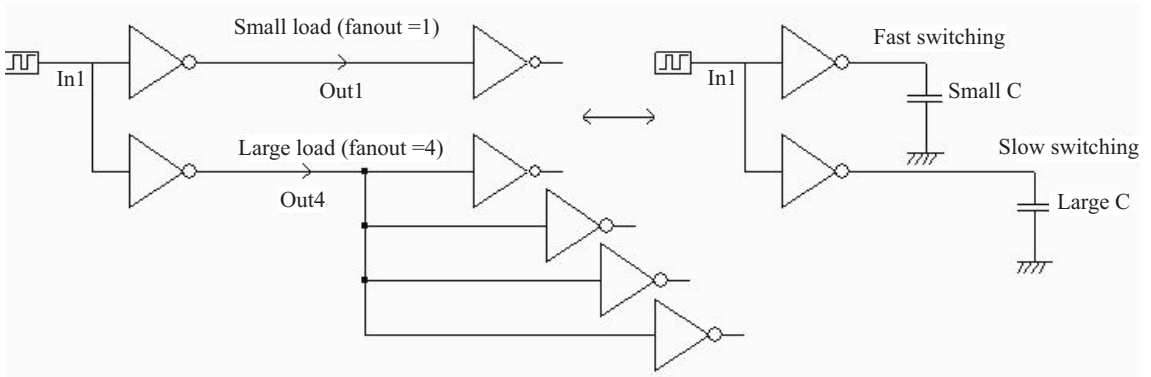 Small load (fanout =1)
In1
Out1
Large load (fanout =4)
Out4
Fast switching
In1
Small C
Slow switching
Large C